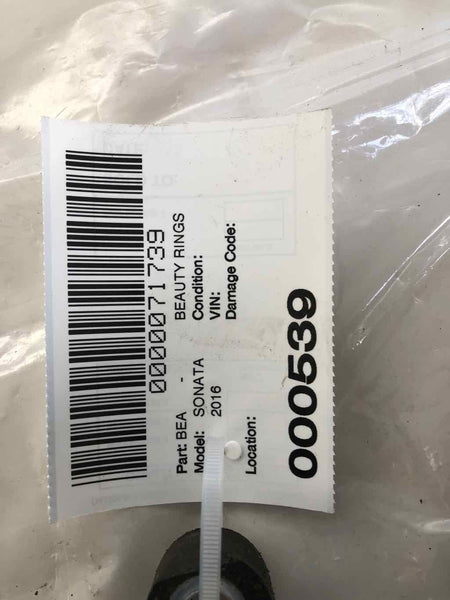 0000071739
Part: BEA - BEAUTY RINGS
Model: SONATA Condition:
2016 VIN:
Damage Code:
Location:
000539